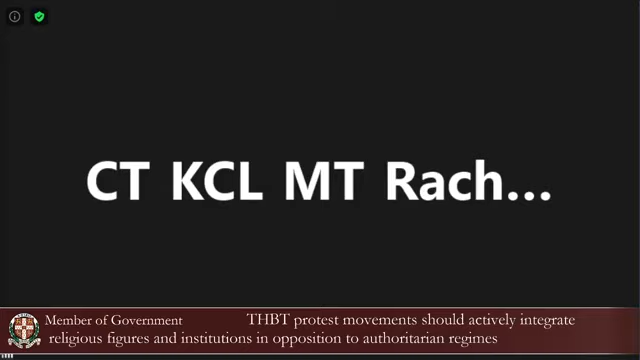 CT KCL MT Rach...
Member of Government
THBT protest movements should actively integrate
religious figures and institutions in opposition to authoritarian regimes